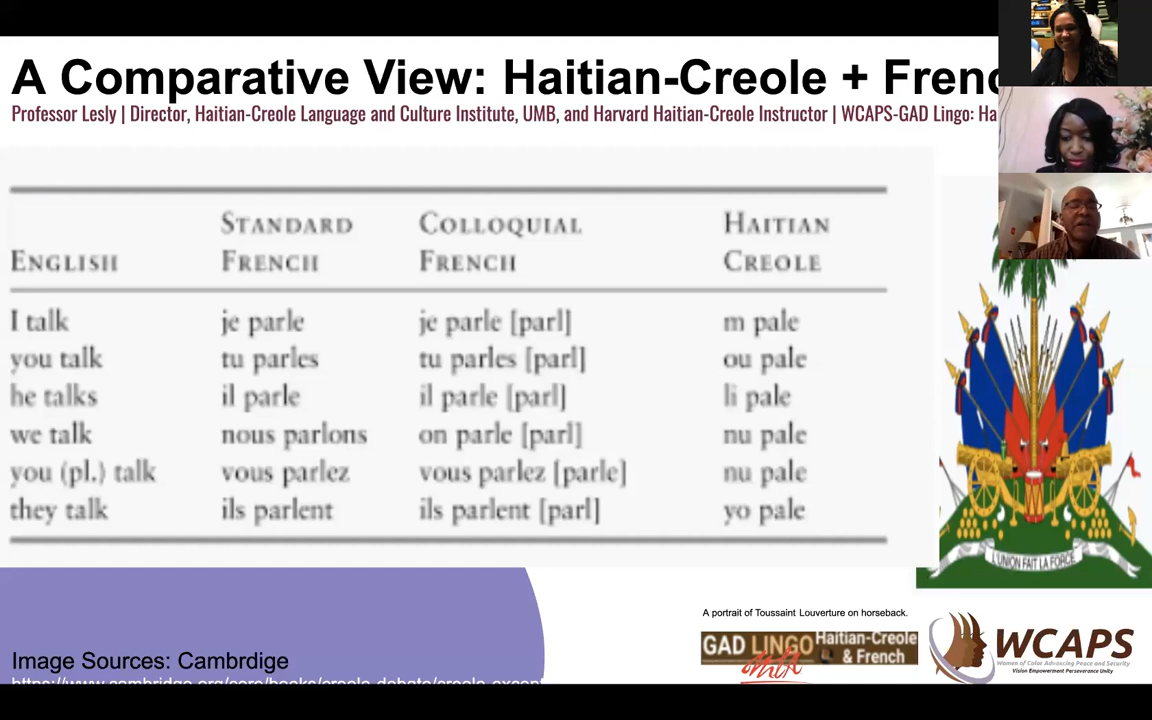 A Comparative View: Haitian-Creole + Frenc
Professor Lesly | Director, Haitian-Creole Language and Culture Institute, UMB, and Harvard Haitian-Creole Instructor | WCAPS-GAD Lingo: Ha
ENGLISH STANDARD FRENCH COLLOQUIAL FRENCH HAITIAN CREOLE
I talk je parle je parle [parl] m pale
you talk tu parles tu parles [parl] ou pale
he talks il parle il parle [parl] li pale
we talk nous parlons on parle [parl] nu pale
you (pl.) talk vous parlez vous parlez [parle] nu pale
they talk ils parlent ils parlent [parl] yo pale
L'UNION FAIT LA FORCE
A portrait of Toussaint Louverture on horseback.
GAD LINGO Haitian-Creole
& French
WCAPS
Women of Color Advancing Peace and Security
Vision Empowerment Perseverance Unity
Image Sources: Cambrdige